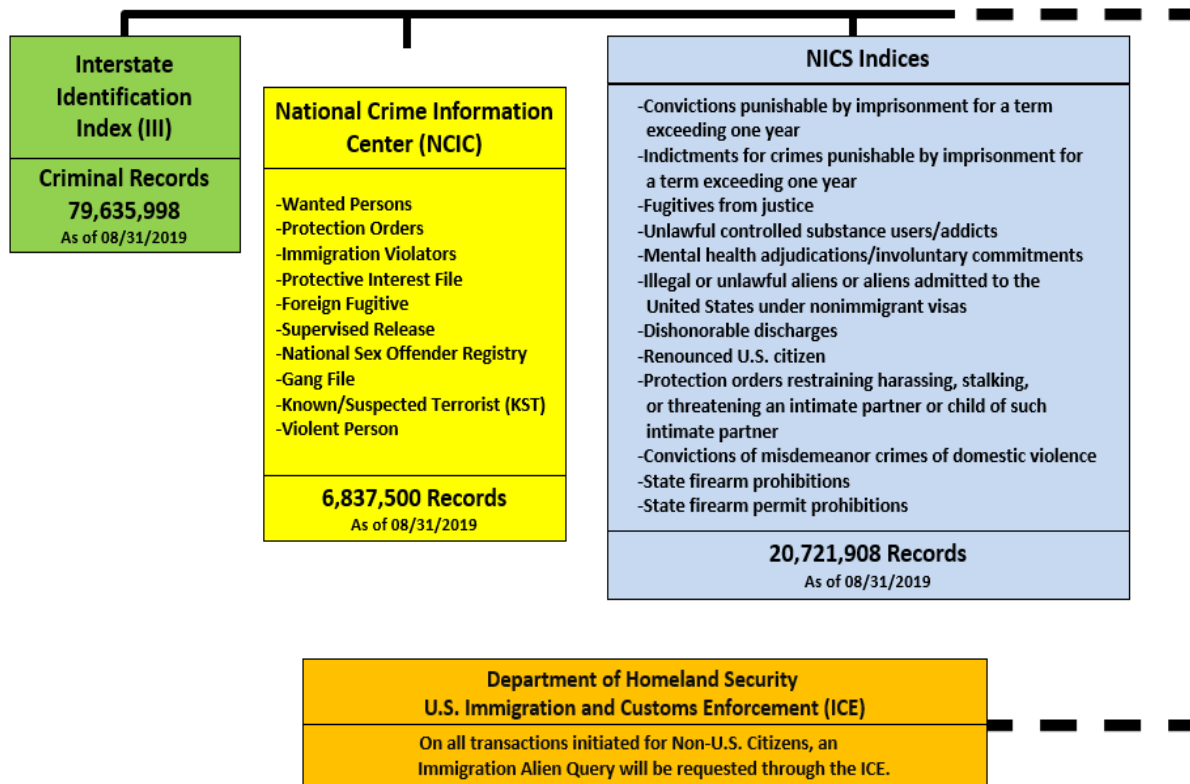 Interstate
Identification
Index (III)
Criminal Records
79,635,998
As of 08/31/2019
National Crime Information
Center (NCIC)
-Wanted Persons
-Protection Orders
-Immigration Violators
-Protective Interest File
-Foreign Fugitive
-Supervised Release
-National Sex Offender Registry
-Gang File
-Known/Suspected Terrorist (KST)
-Violent Person
6,837,500 Records
As of 08/31/2019
NICS Indices
-Convictions punishable by imprisonment for a term
exceeding one year
-Indictments for crimes punishable by imprisonment for
a term exceeding one year
-Fugitives from justice
-Unlawful controlled substance users/addicts
-Mental health adjudications/involuntary commitments
-Illegal or unlawful aliens or aliens admitted to the
United States under nonimmigrant visas
-Dishonorable discharges
-Renounced U.S. citizen
-Protection orders restraining harassing, stalking,
or threatening an intimate partner or child of such
intimate partner
-Convictions of misdemeanor crimes of domestic violence
-State firearm prohibitions
-State firearm permit prohibitions
20,721,908 Records
As of 08/31/2019
Department of Homeland Security
U.S. Immigration and Customs Enforcement (ICE)
On all transactions initiated for Non-U.S. Citizens, an
Immigration Alien Query will be requested through the ICE.